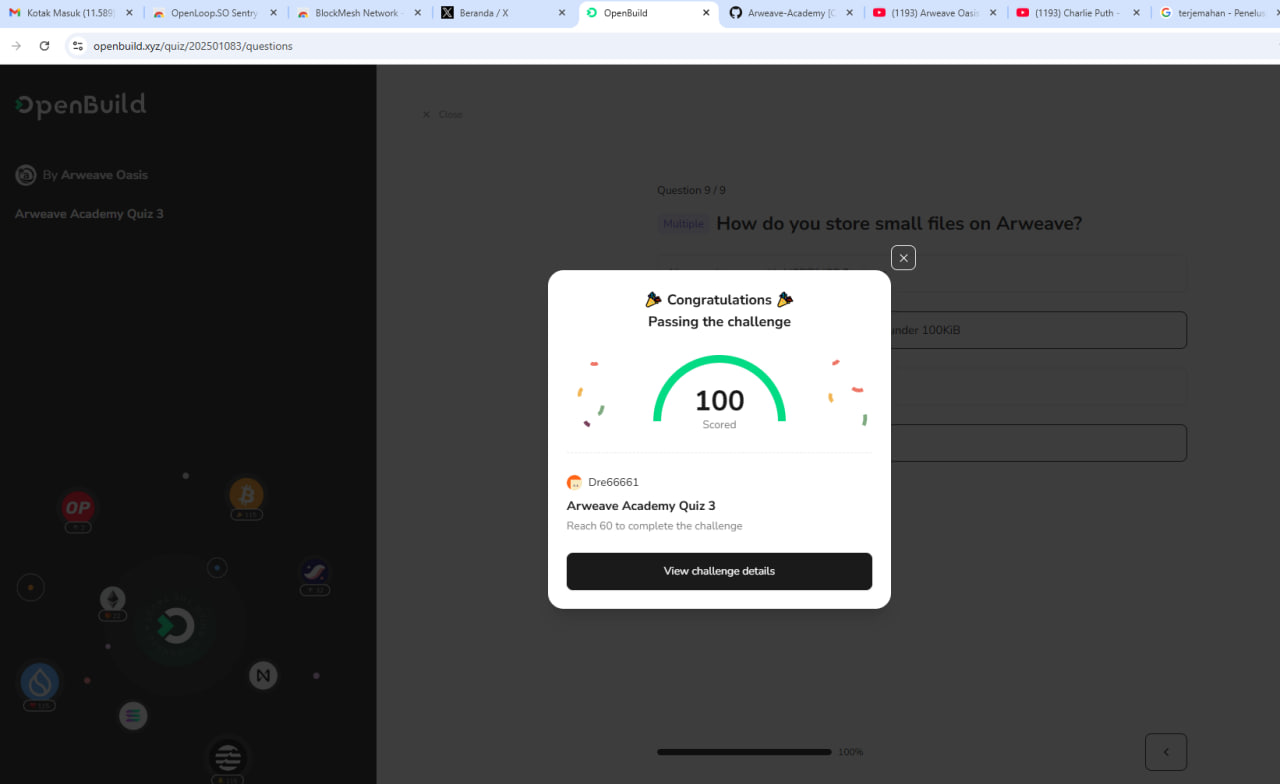 Kotak Masuk (11.589
OpenLoop.SO Sentry
BlockMesh Network -
Beranda / X
OpenBuild
Arweave-Academy [C
(1193) Arweave Oasis
(1193) Charlie Puth -
terjemahan - Penelus
openbuild.xyz/quiz/202501083/questions
OpenBuild
By Arweave Oasis
Arweave Academy Quiz 3
Close
Question 9 / 9
Multiple How do you store small files on Arweave?
under 100KiB
Congratulations
Passing the challenge
100
Scored
Dre66661
Arweave Academy Quiz 3
Reach 60 to complete the challenge
View challenge details
OP
100%